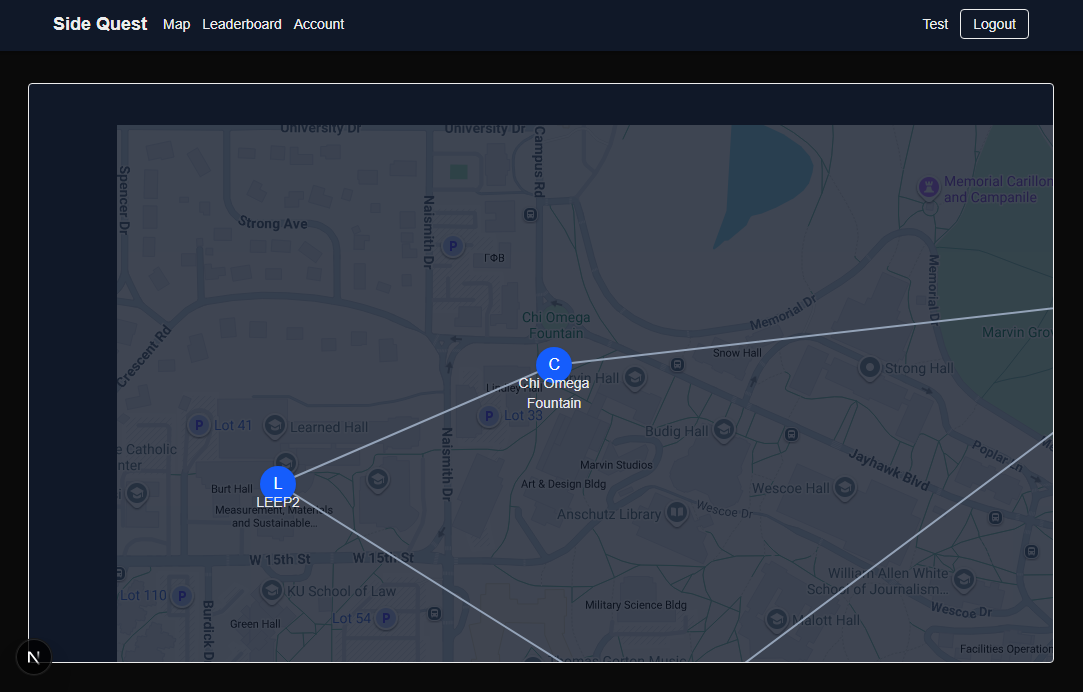 Side Quest
Map
Leaderboard
Account
Test
Logout
University Dr
University Dr
Campus Rd
Spencer Dr
Strong Ave
Naismith Dr
P
ΓΦΒ
Memorial Carillon
and Campanile
Memorial Dr
Memorial Dr
Chi Omega
Fountain
Marvin Gro
Crescent Rd
C
Snow Hall
Strong Hall
Chi Omega
Fountain
P
Lot 33
P
Lot 41
Learned Hall
Budig Hall
Naismith Dr
e Catholic
Marvin Studios
Jayhawk Blvd
Poplar Ln
L
LEEP2
Burt Hall
Measurement, Materials
and Sustainable...
Art & Design Bldg
Wescoe Hall
Anschutz Library
Wescoe Dr
W 15th St
W 15th St
William Allen White
School of Journalism...
Lot 110
P
KU School of Law
Burdick D
Green Hall
Lot 54
P
Military Science Bldg
Malott Hall
Wescoe Dr
Facilities Operation
N